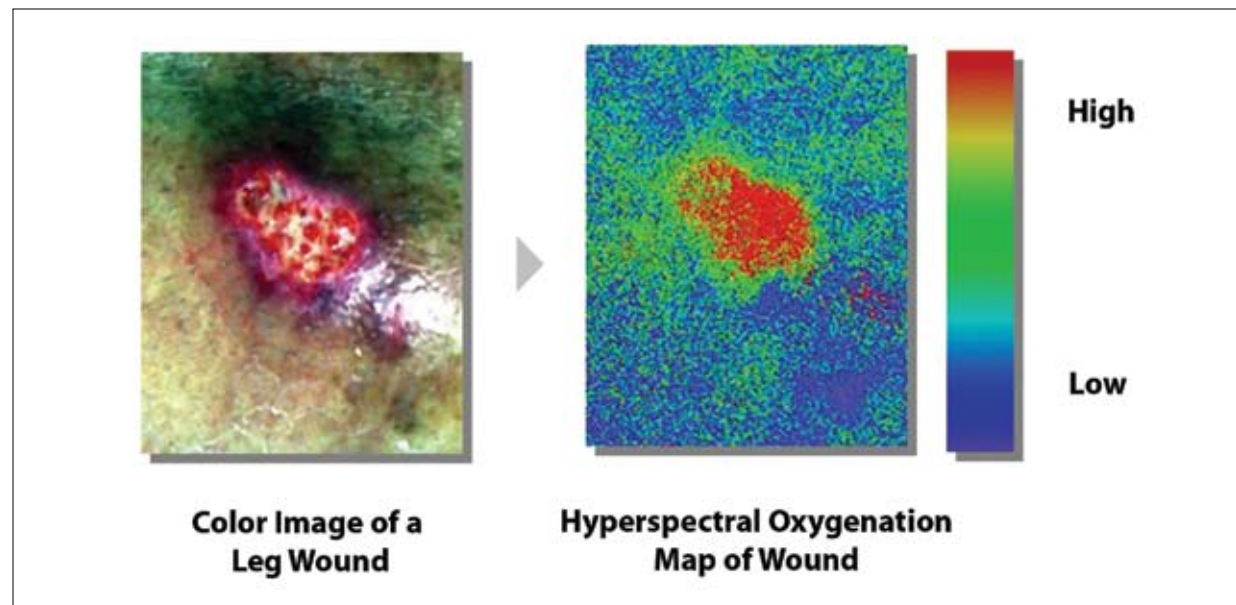 High
Low
Color Image of a
Leg Wound
Hyperspectral Oxygenation
Map of Wound